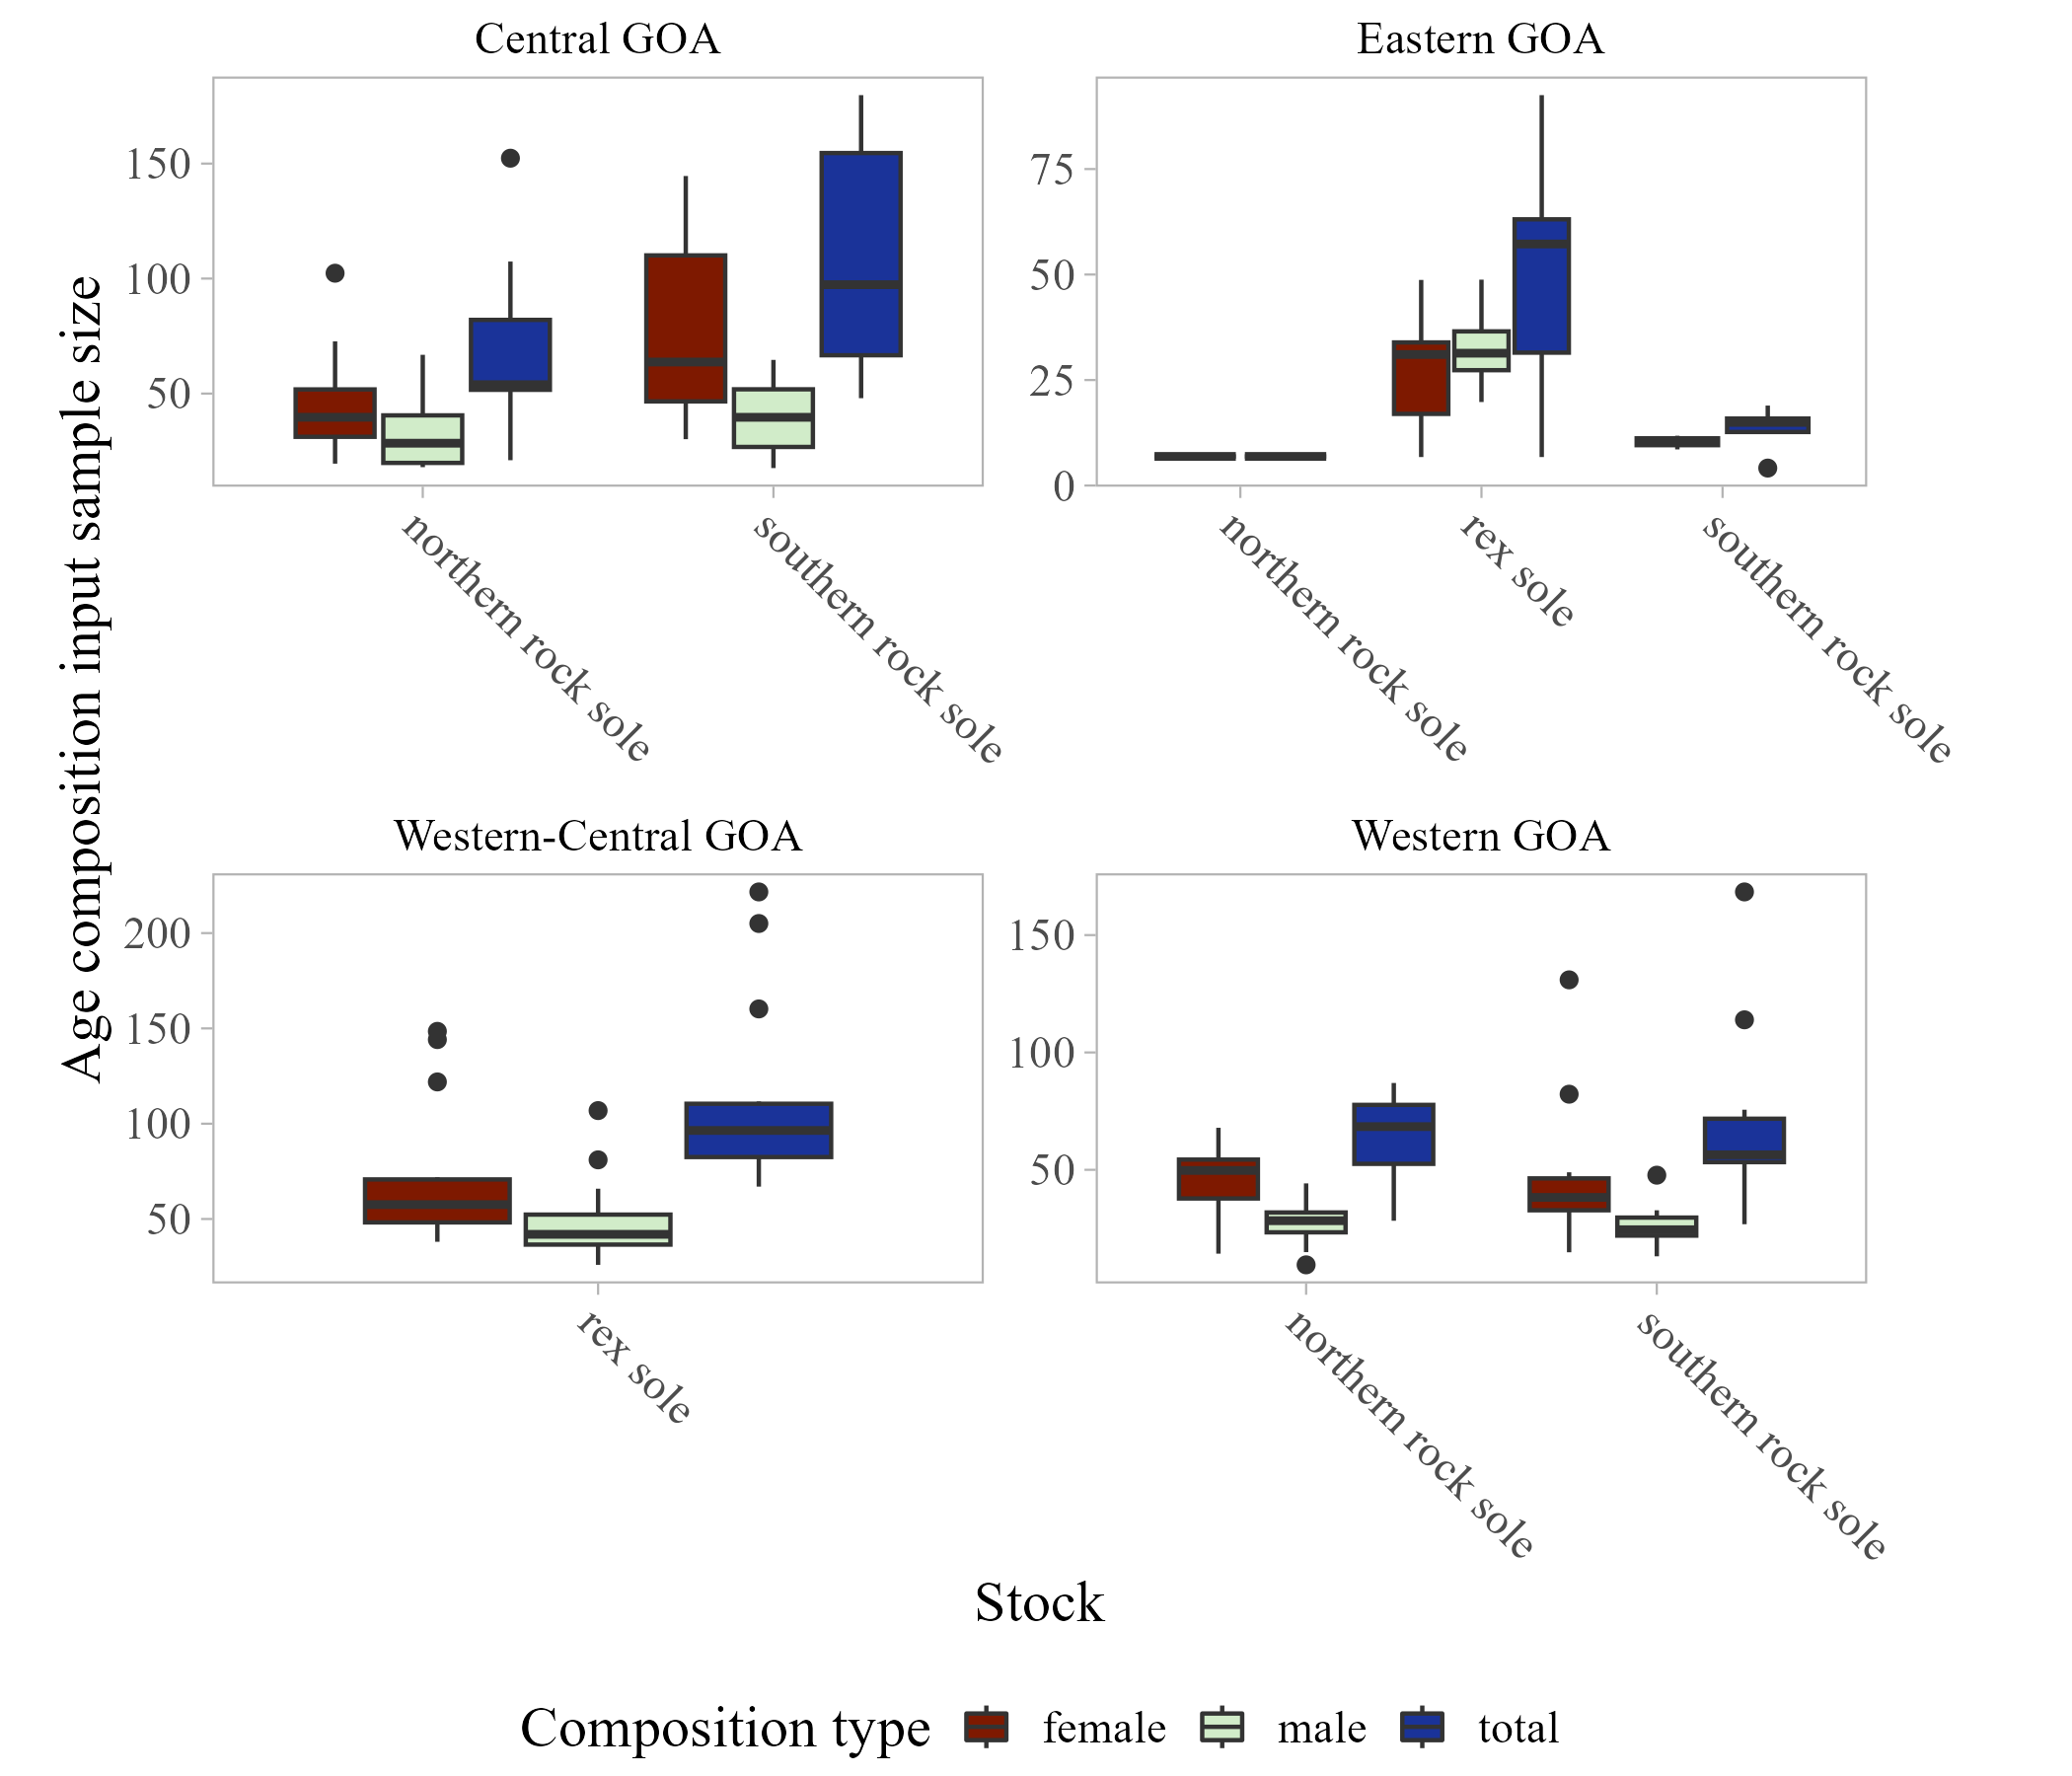 Central GOA
Eastern GOA
150
100
50
75
50
25
0
northern rock sole
southern rock sole
northern rock sole
rex sole
southern rock sole
Age composition input sample size
Western-Central GOA
Western GOA
200
150
100
50
150
100
50
rex sole
northern rock sole
southern rock sole
Stock
Composition type female male total